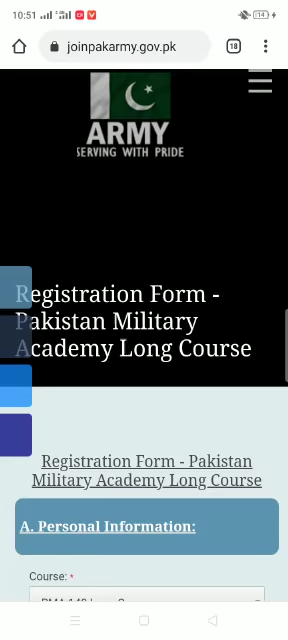 10:51
14
joinpakarmy.gov.pk
18
ARMY
SERVING WITH PRIDE
Registration Form -
Pakistan Military
Academy Long Course
Registration Form - Pakistan
Military Academy Long Course
A. Personal Information:
Course: *